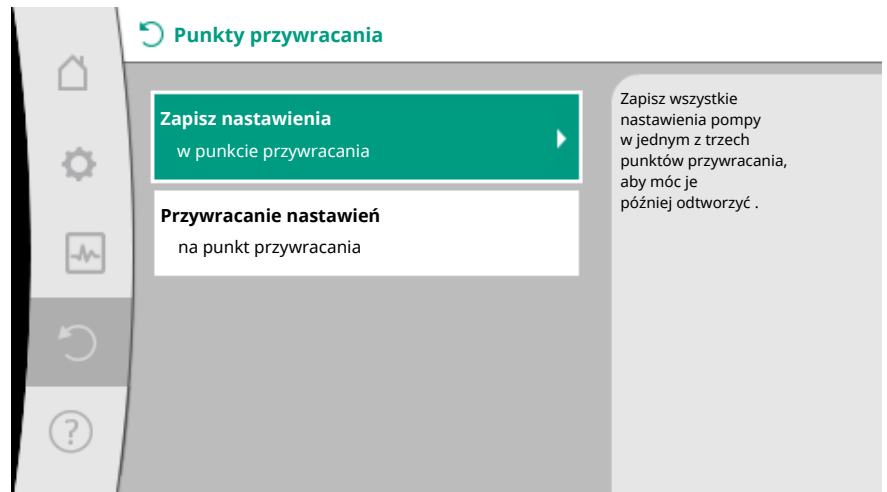 Punkty przywracania
Zapisz nastawienia
w punkcie przywracania
Przywracanie nastawień
na punkt przywracania
Zapisz wszystkie
nastawienia pompy
w jednym z trzech
punktów przywracania,
aby móc je
później odtworzyć .
?